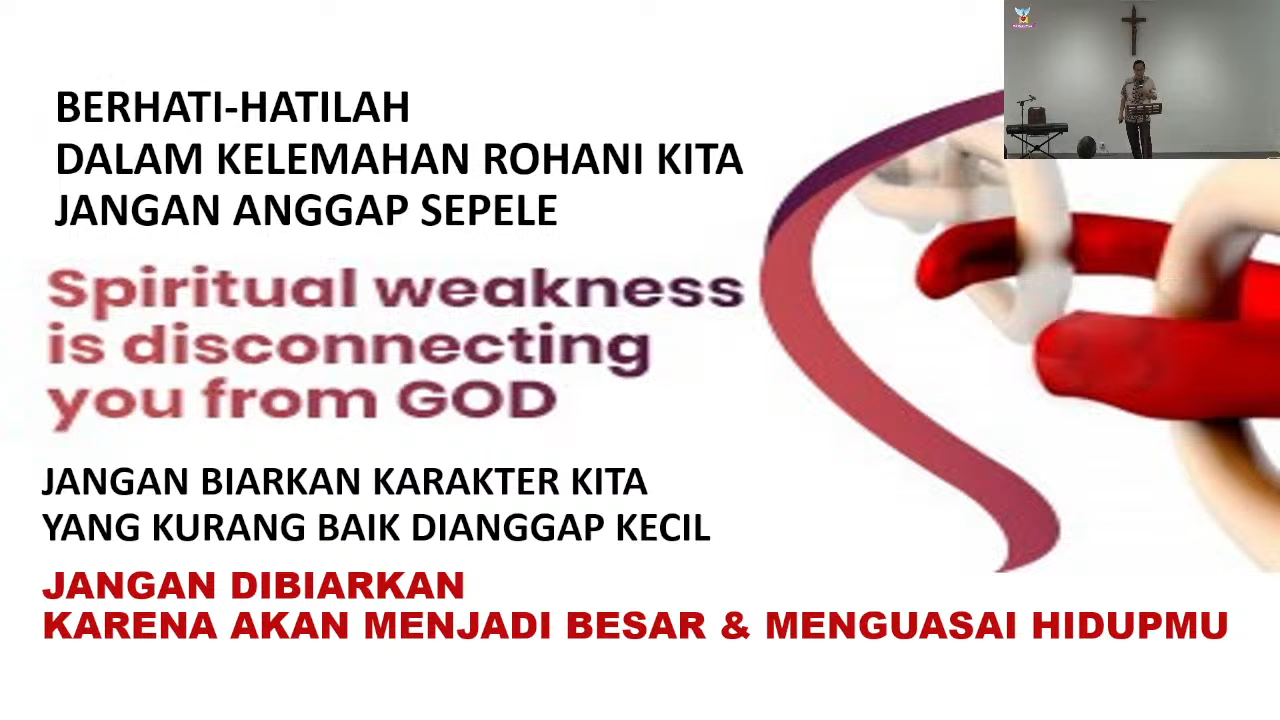 BERHATI-HATILAH
DALAM KELEMAHAN ROHANI KITA
JANGAN ANGGAP SEPELE
Spiritual weakness
is disconnecting
you from GOD
JANGAN BIARKAN KARAKTER KITA
YANG KURANG BAIK DIANGGAP KECIL
JANGAN DIBIARKAN
KARENA AKAN MENJADI BESAR & MENGUASAI HIDUPMU